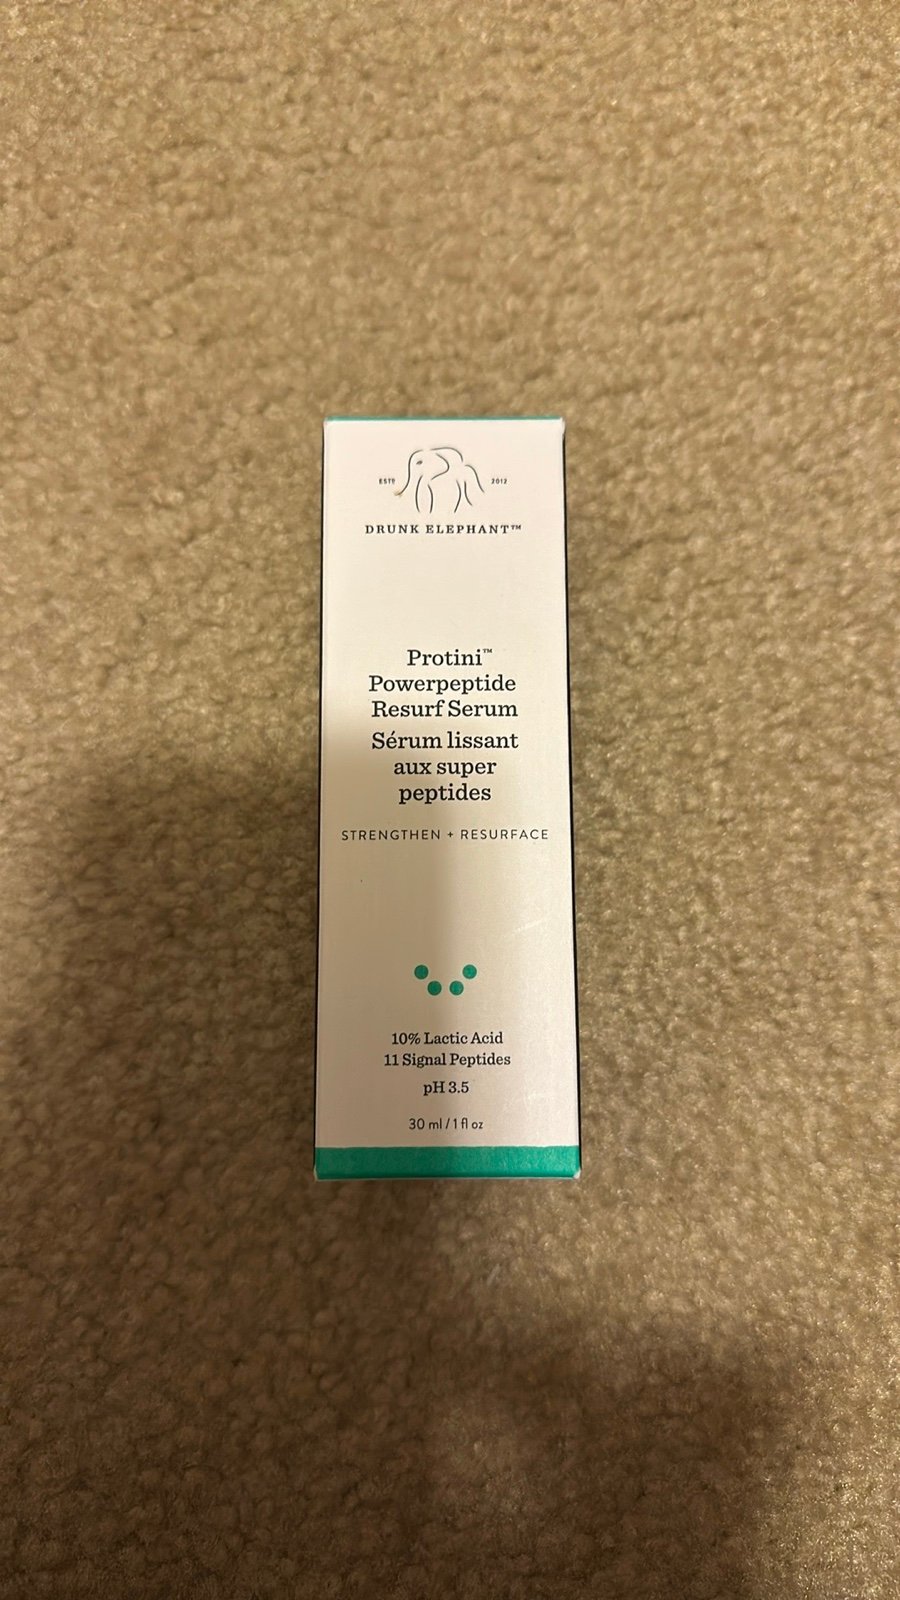 ESTD 2012
DRUNK ELEPHANT™
Protini™
Powerpeptide
Resurf Serum
Sérum lissant
aux super
peptides
STRENGTHEN + RESURFACE
10% Lactic Acid
11 Signal Peptides
pH 3.5
30 ml / 1 fl oz